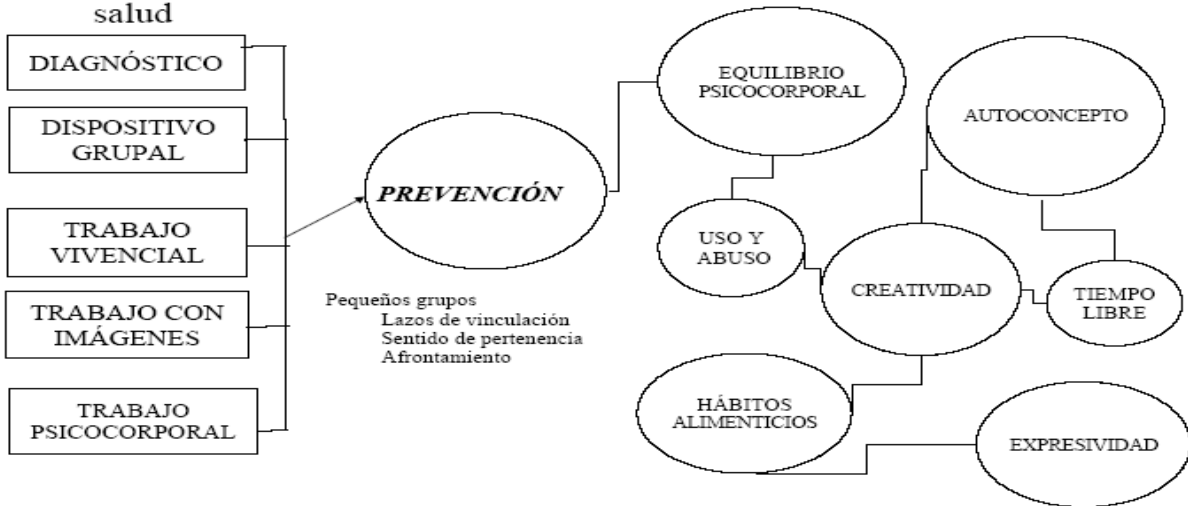 salud
DIAGNÓSTICO
DISPOSITIVO
GRUPAL
TRABAJO
VIVENCIAL
TRABAJO CON
IMÁGENES
TRABAJO
PSICOCORPORAL
PREVENCIÓN
Pequeños grupos
Lazos de vinculación
Sentido de pertenencia
Afrontamiento
EQUILIBRIO
PSICOCORPORAL
AUTOCONCEPTO
USO Y
ABUSO
CREATIVIDAD
TIEMPO
LIBRE
HÁBITOS
ALIMENTICIOS
EXPRESIVIDAD